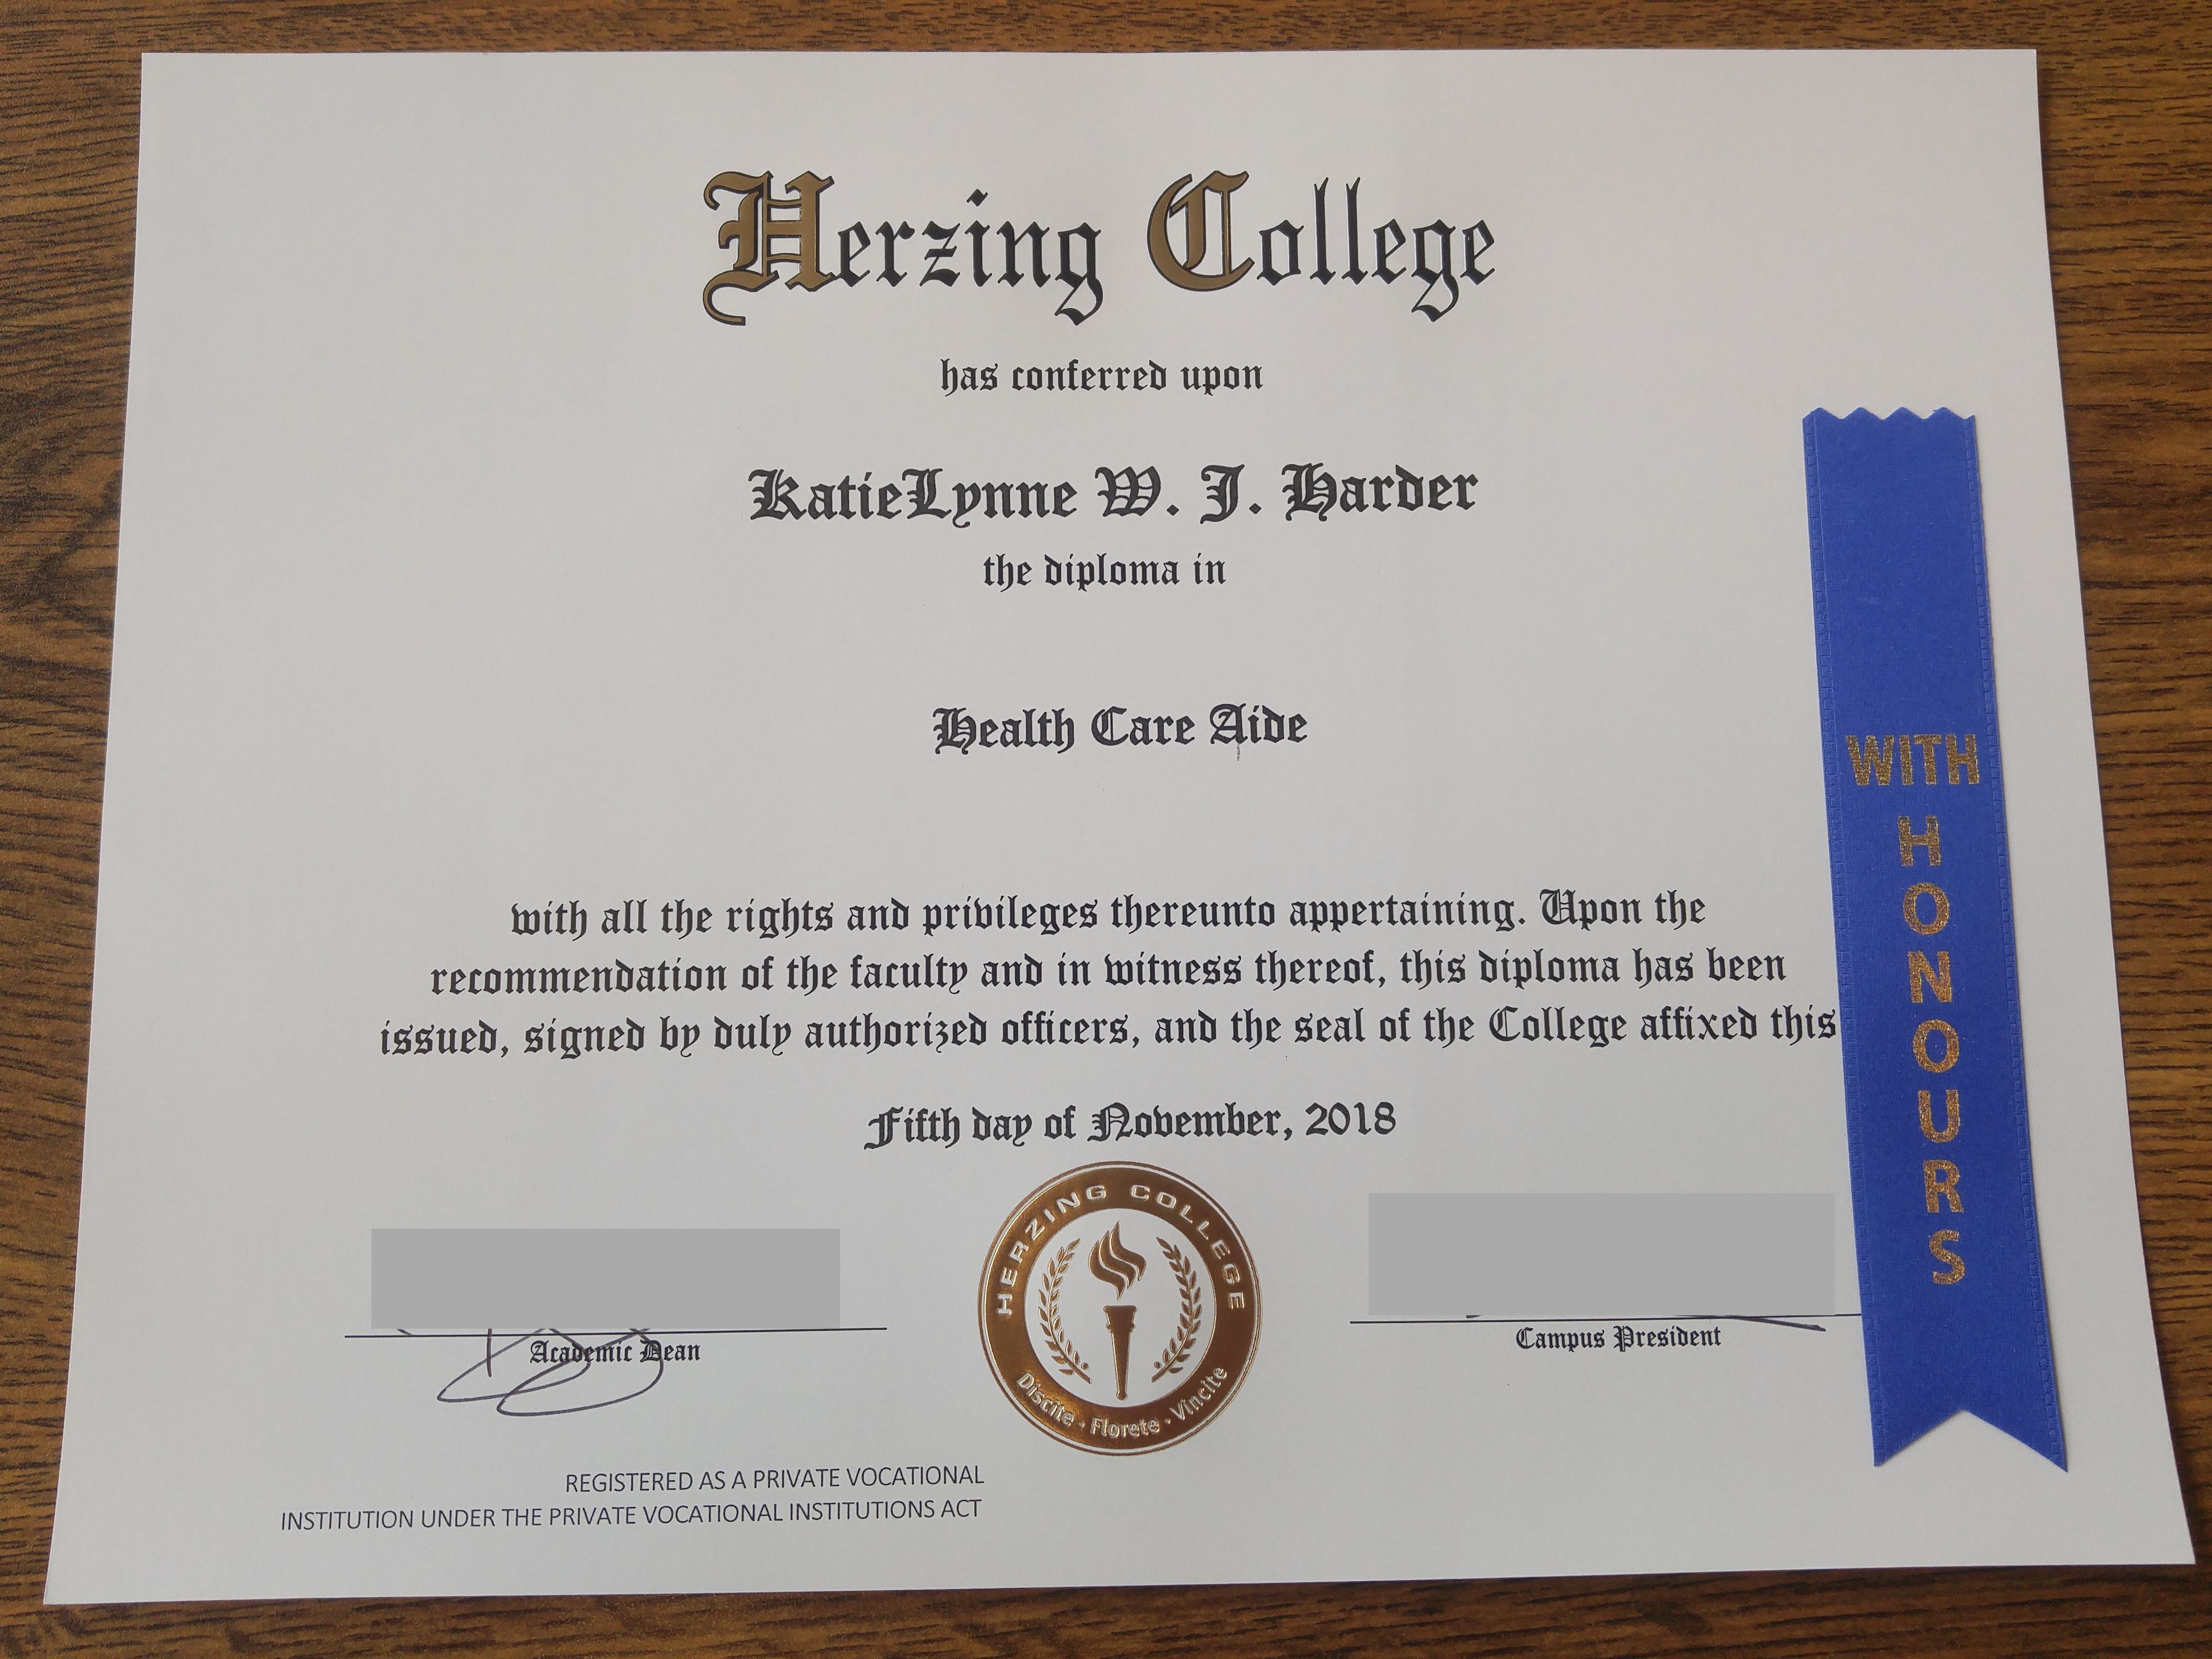 Herzing College
has conferred upon
KatieLynne W. J. Harder
the diploma in
Health Care Aide
with all the rights and privileges thereunto appertaining. Upon the
recommendation of the faculty and in witness thereof, this diploma has been
issued, signed by duly authorized officers, and the seal of the College affixed this
Fifth day of November, 2018
WITH
HONOURS
HERZING COLLEGE
Discite · Florete · Vincite
Academic Dean
Campus President
REGISTERED AS A PRIVATE VOCATIONAL
INSTITUTION UNDER THE PRIVATE VOCATIONAL INSTITUTIONS ACT